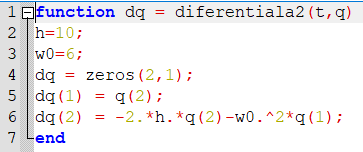 1 function dq = diferentiala2(t,q)
2 h=10;
3 w0=6;
4 dq = zeros(2,1);
5 dq(1) = q(2);
6 dq(2) = -2.*h.*q(2)-w0.^2*q(1);
7 end